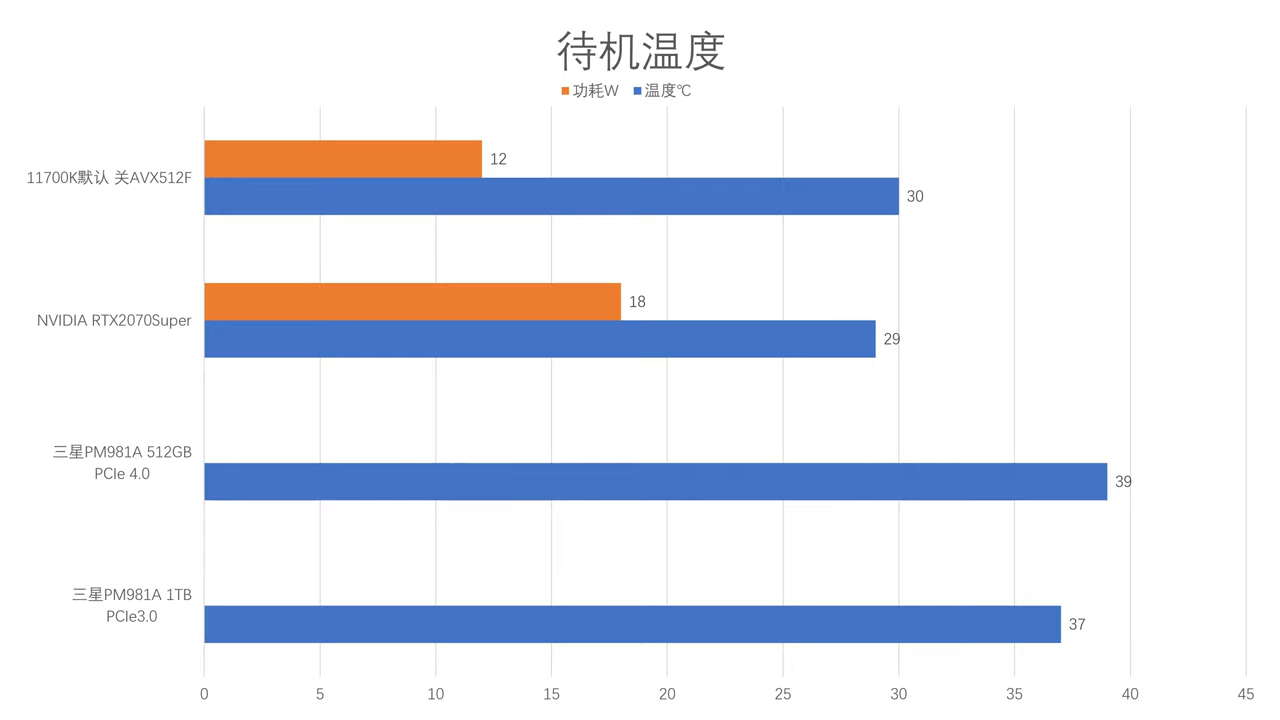 待机温度
功耗W 温度℃
11700K默认 关AVX512F
12
30
NVIDIA RTX2070Super
18
29
三星PM981A 512GB
PCIe 4.0
39
三星PM981A 1TB
PCIe3.0
37
0 5 10 15 20 25 30 35 40 45